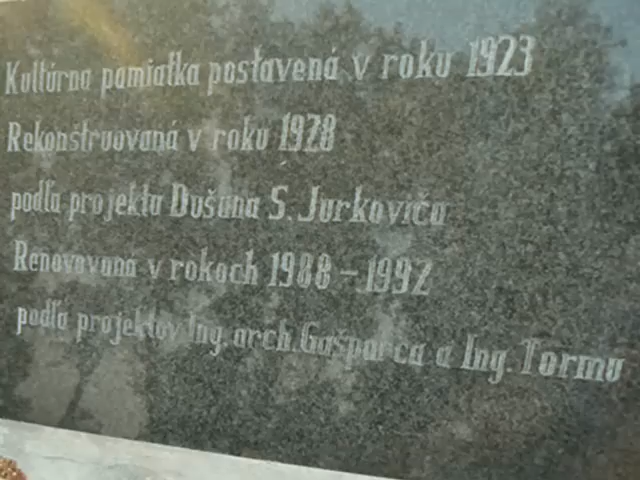 Kultúrna pamiatka postavená v roku 1923
Rekonštruovaná v roku 1928
podľa projektu Dušana S. Jurkoviča
Renovovaná v rokoch 1988 - 1992
podľa projektov Ing. arch. Gašparca a Ing. Tormu